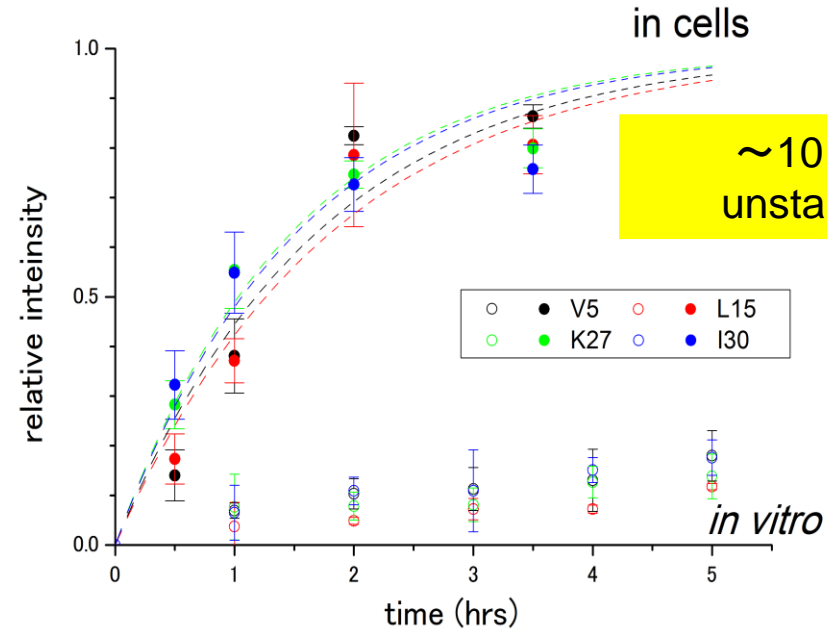 in cells
1.0
0.5
0.0
relative inteinsity
～10
unsta
V5
L15
K27
I30
in vitro
0
1
2
3
4
5
time (hrs)